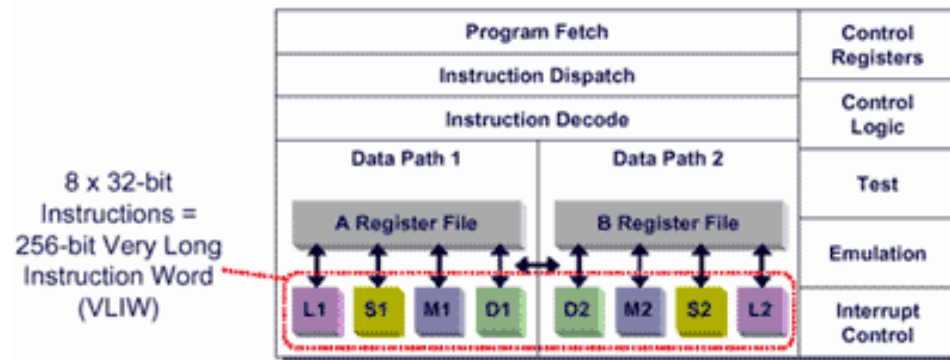 Program Fetch
Instruction Dispatch
Instruction Decode
Data Path 1
Data Path 2
A Register File
B Register File
L1
S1
M1
D1
D2
M2
S2
L2
8 x 32-bit
Instructions =
256-bit Very Long
Instruction Word
(VLIW)
Control
Registers
Control
Logic
Test
Emulation
Interrupt
Control